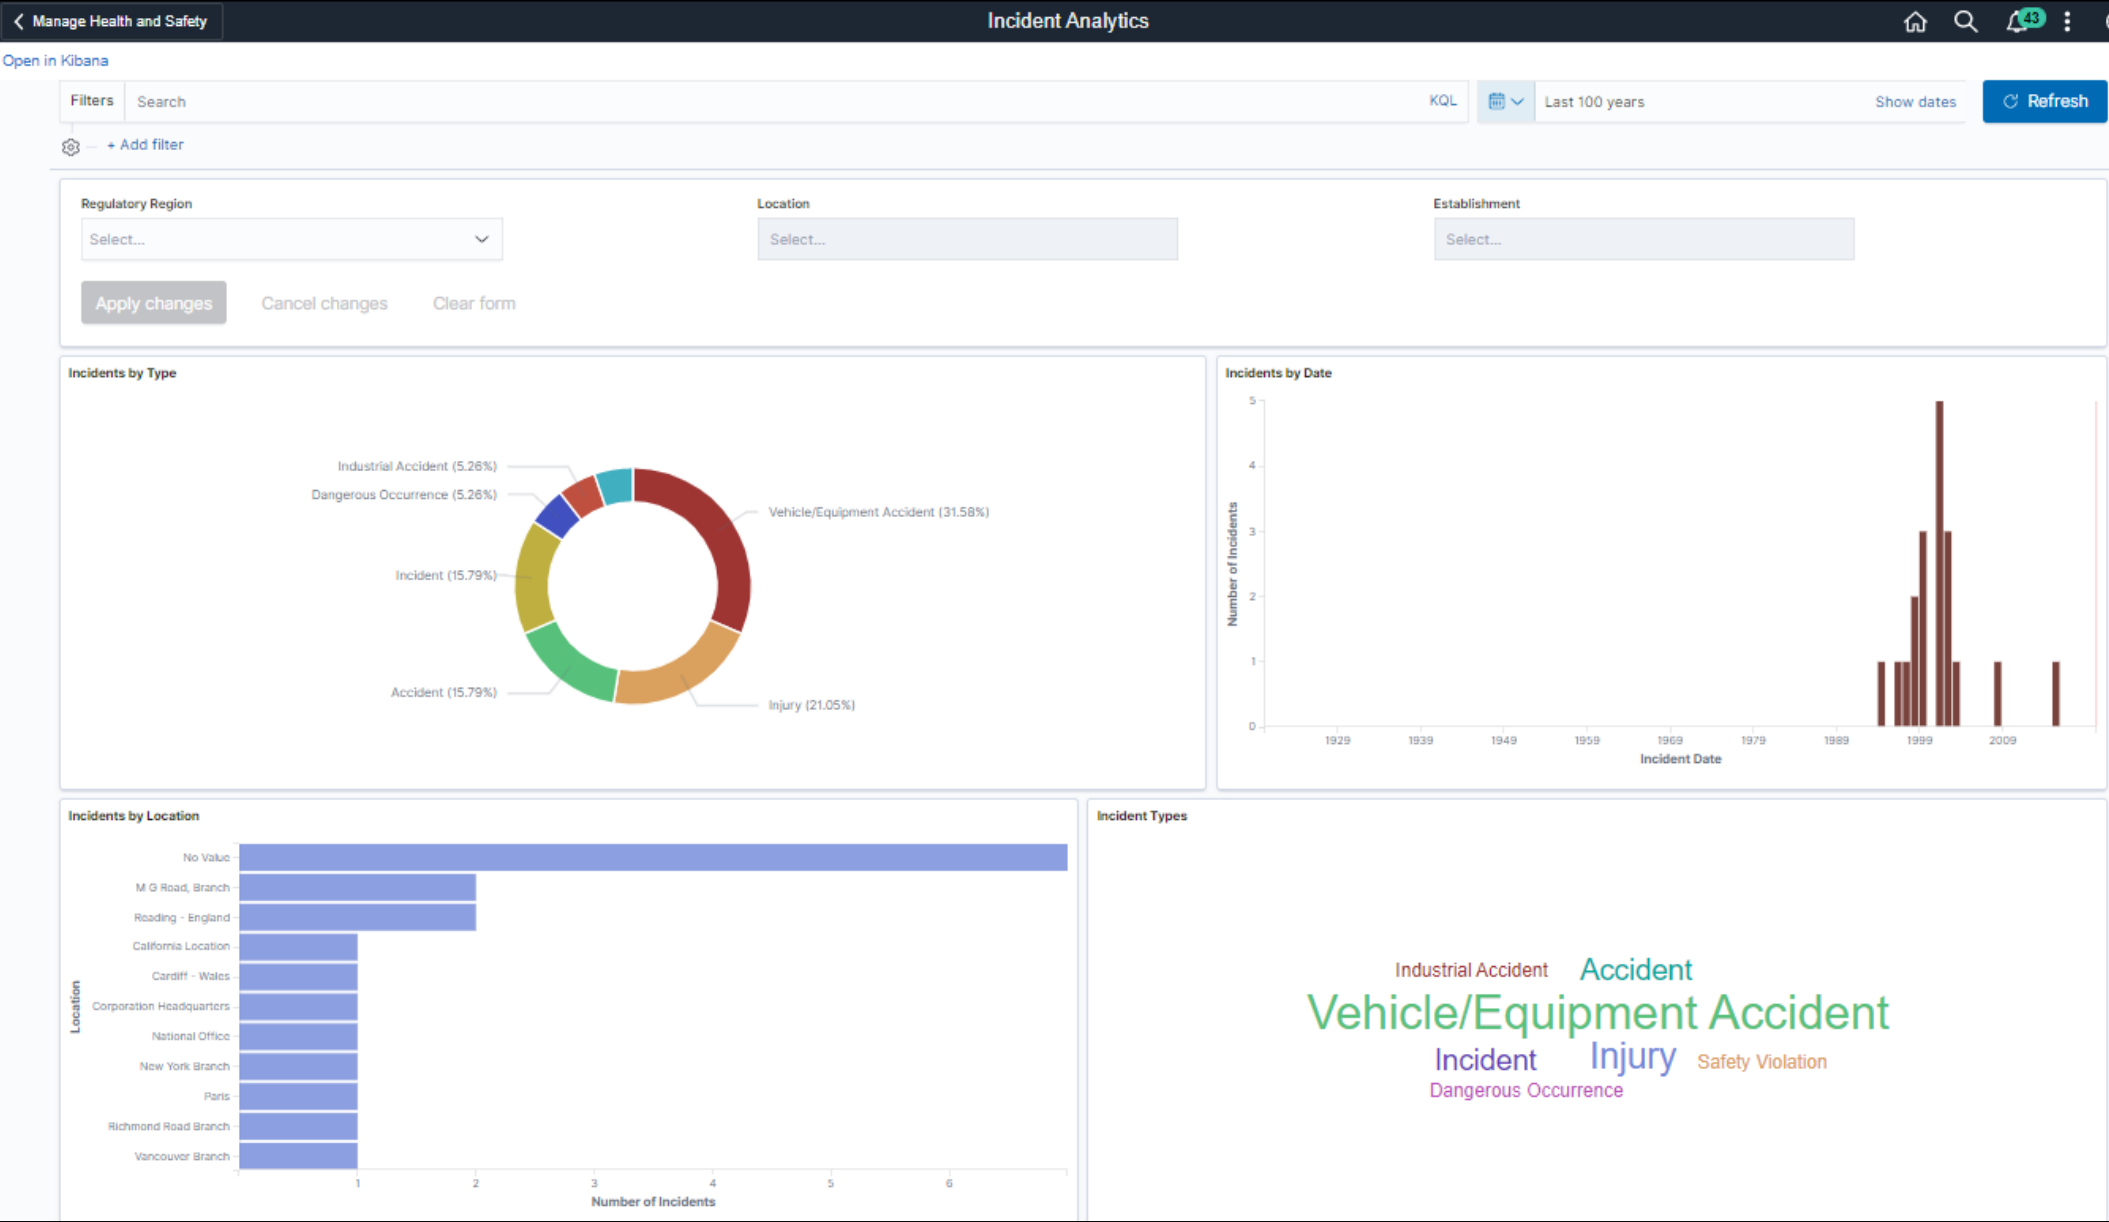 Manage Health and Safety
Incident Analytics
43
Open in Kibana
Filters
Search
KQL
Last 100 years
Show dates
Refresh
+ Add filter
Regulatory Region
Location
Establishment
Select...
Select...
Select...
Apply changes
Cancel changes
Clear form
Incidents by Type
Industrial Accident (5.26%)
Dangerous Occurrence (5.26%)
Vehicle/Equipment Accident (31.58%)
Incident (15.79%)
Accident (15.79%)
Injury (21.05%)
Incidents by Date
5
4
3
2
1
0
Number of Incidents
1929
1939
1949
1959
1969
1979
1989
1999
2009
Incident Date
Incidents by Location
No Value
M G Road, Branch
Reading - England
California Location
Cardiff - Wales
Corporation Headquarters
National Office
New York Branch
Paris
Richmond Road Branch
Vancouver Branch
Location
1
2
3
4
5
6
Number of Incidents
Incident Types
Industrial Accident
Accident
Vehicle/Equipment Accident
Incident
Injury
Safety Violation
Dangerous Occurrence